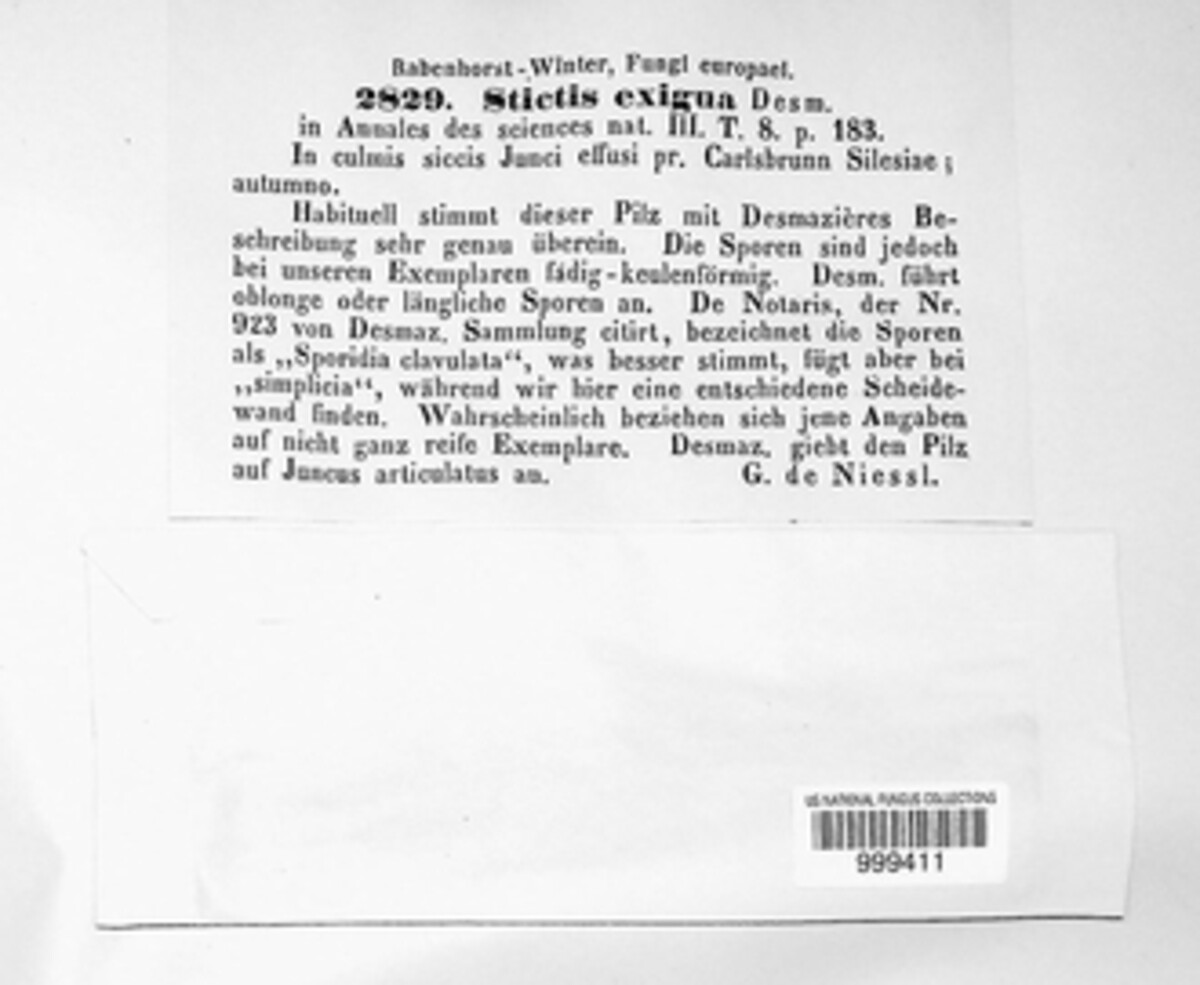 Rabenhorst-Winter, Fungi europaei.
2829. Stictis exigua Desm.
in Annales des sciences nat. III. T. 8. p. 183.
In culmis siccis Junci effusi pr. Carlsbrunn Silesiae;
autumno.
Habituell stimmt dieser Pilz mit Desmazières Be-
schreibung sehr genau überein. Die Sporen sind jedoch
bei unseren Exemplaren fädig-keulenförmig. Desm. führt
oblonge oder längliche Sporen an. De Notaris, der Nr.
923 von Desmaz. Sammlung citirt, bezeichnet die Sporen
als „Sporidia clavulata“, was besser stimmt, fügt aber bei
„simplicia“, während wir hier eine entschiedene Scheide-
wand finden. Wahrscheinlich beziehen sich jene Angaben
auf nicht ganz reife Exemplare. Desmaz. giebt den Pilz
auf Juncus articulatus an. G. de Niessl.
US NATIONAL FUNGUS COLLECTIONS
999411